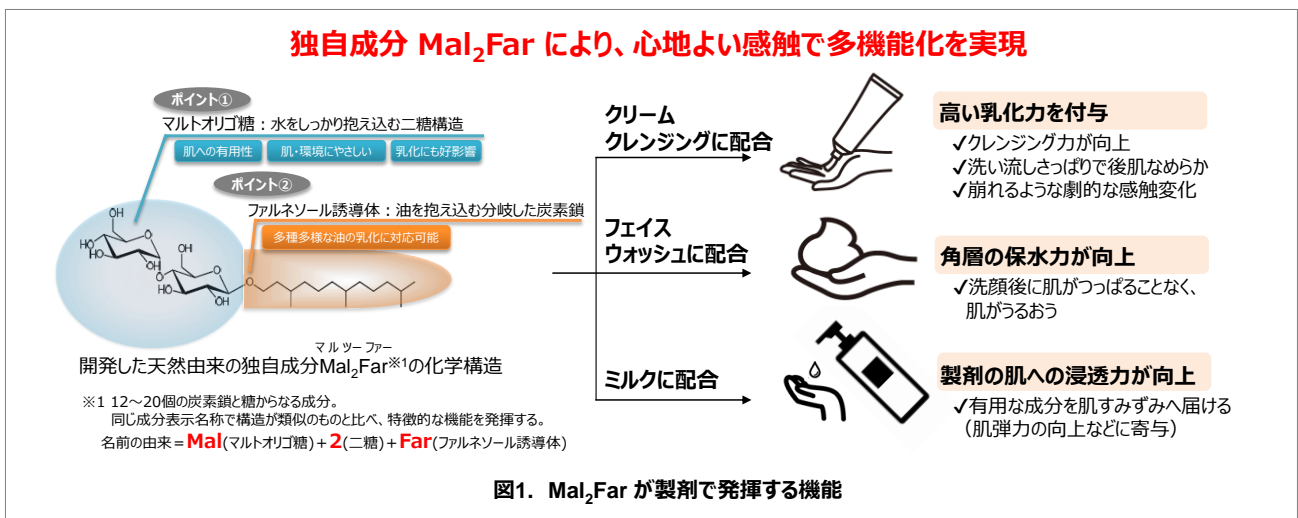 独自成分 Mal2Far により、心地よい感触で多機能化を実現
ポイント①
マルトオリゴ糖：水をしっかり抱え込む二糖構造
肌への有用性
肌・環境にやさしい
乳化にも好影響
ポイント②
ファルネソール誘導体：油を抱え込む分岐した炭素鎖
多種多様な油の乳化に対応可能
OH
HO
O
HO
OH
OH
O
O
HO
OH
O
OH
マルツーファー
開発した天然由来の独自成分Mal2Far※1の化学構造
※1 12～20個の炭素鎖と糖からなる成分。
同じ成分表示名称で構造が類似のものと比べ、特徴的な機能を発揮する。
名前の由来＝Mal(マルトオリゴ糖)＋2(二糖)＋Far(ファルネソール誘導体)
クリーム
クレンジングに配合
高い乳化力を付与
✓クレンジング力が向上
✓洗い流しさっぱりで後肌なめらか
✓崩れるような劇的な感触変化
フェイス
ウォッシュに配合
角層の保水力が向上
✓洗顔後に肌がつっぱることなく、
肌がうるおう
ミルクに配合
製剤の肌への浸透力が向上
✓有用な成分を肌すみずみへ届ける
（肌弾力の向上などに寄与）
図1. Mal2Far が製剤で発揮する機能